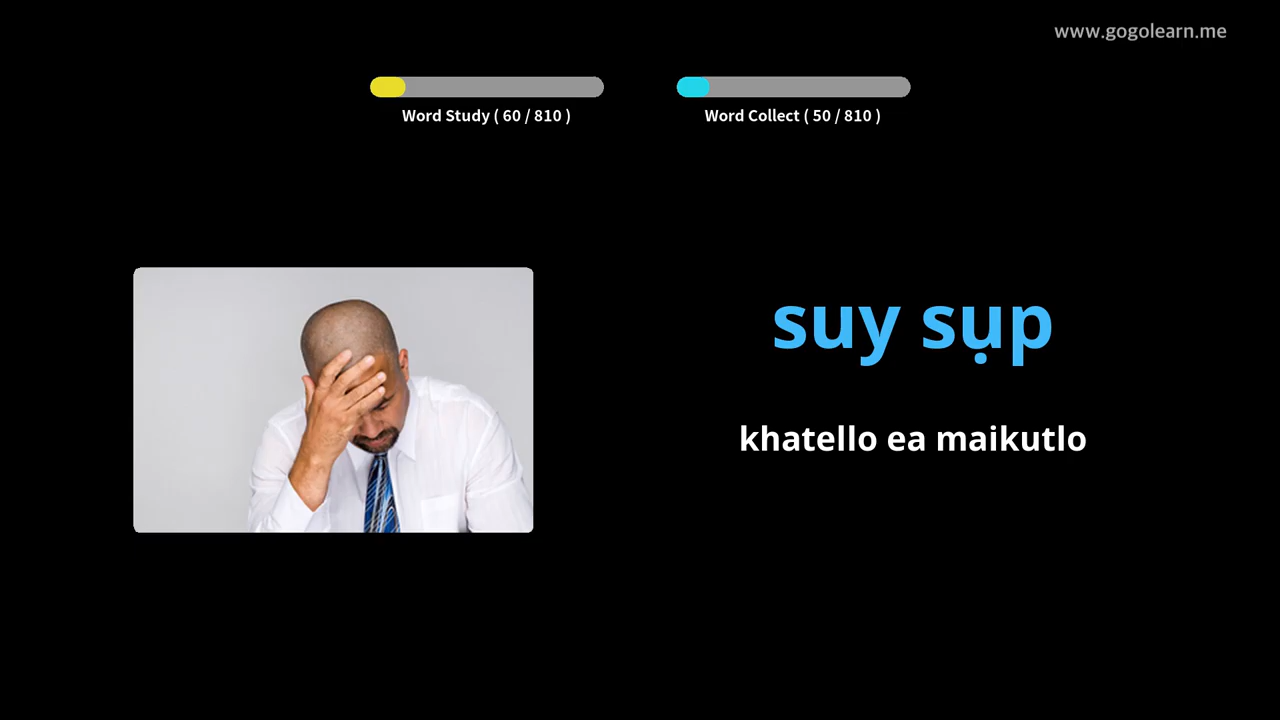 www.gogolearn.me
Word Study ( 60 / 810 )
Word Collect ( 50 / 810 )
suy sụp
khatello ea maikutlo